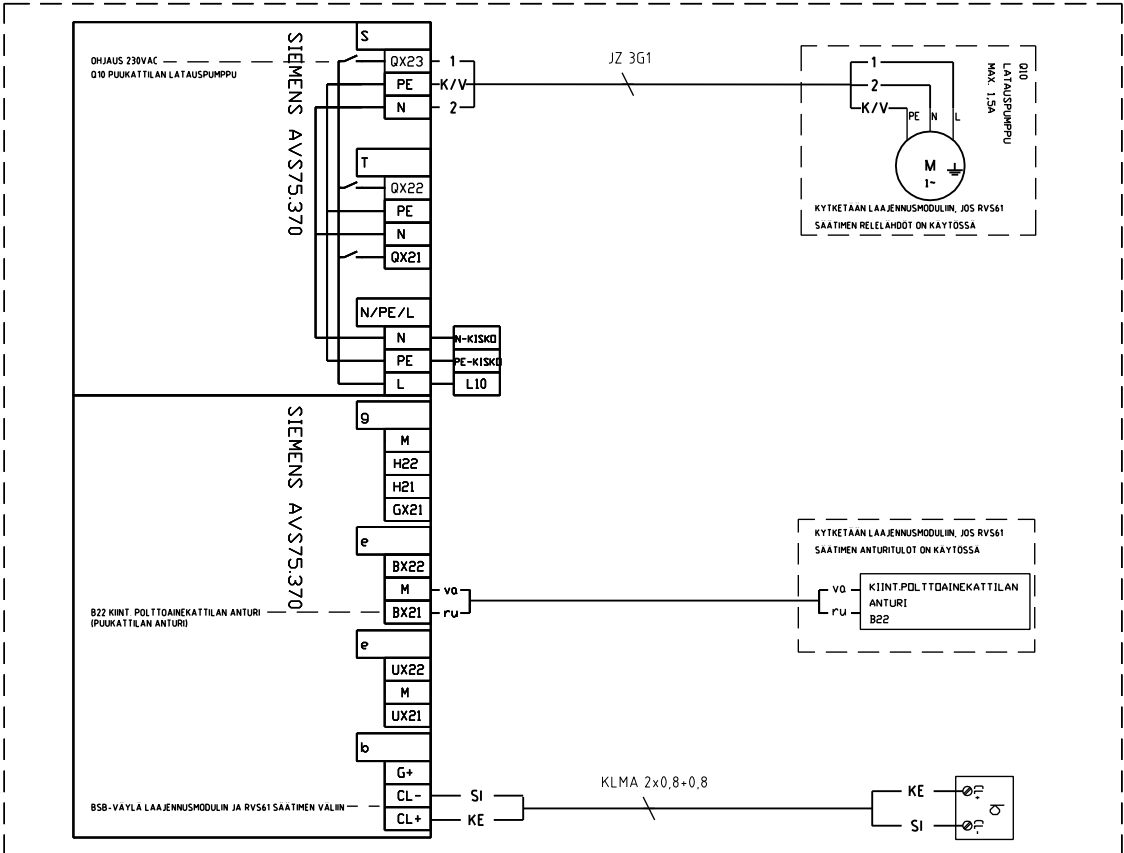 OHJAUS 230VAC
Q10 PUUKATTILAN LATAUSPUMPPU
SIEMENS AVS75.370
S
QX23
PE
N
1
K/V
2
JZ 3G1
1
2
K/V
PE
N
L
M
1~
Q10
LATAUSPUMPPU
MAX. 1,5A
KYTKETÄÄN LAAJENNUSMODULIIN, JOS RVS61
SÄÄTIMEN RELELÄHDÖT ON KÄYTÖSSÄ
T
QX22
PE
N
QX21
N/PE/L
N
PE
L
N-KISKO
PE-KISKO
L10
SIEMENS AVS75.370
g
M
H22
H21
GX21
e
BX22
M
BX21
va
ru
B22 KIINT. POLTTOAINEKATTILAN ANTURI
(PUUKATTILAN ANTURI)
KYTKETÄÄN LAAJENNUSMODULIIN, JOS RVS61
SÄÄTIMEN ANTURITULOT ON KÄYTÖSSÄ
va
ru
KIINT.POLTTOAINEKATTILAN
ANTURI
B22
e
UX22
M
UX21
b
G+
CL-
CL+
BSB-VÄYLÄ LAAJENNUSMODULIN JA RVS61 SÄÄTIMEN VÄLIIN
SI
KE
KLMA 2x0,8+0,8
KE
SI
CL+
CL-
b